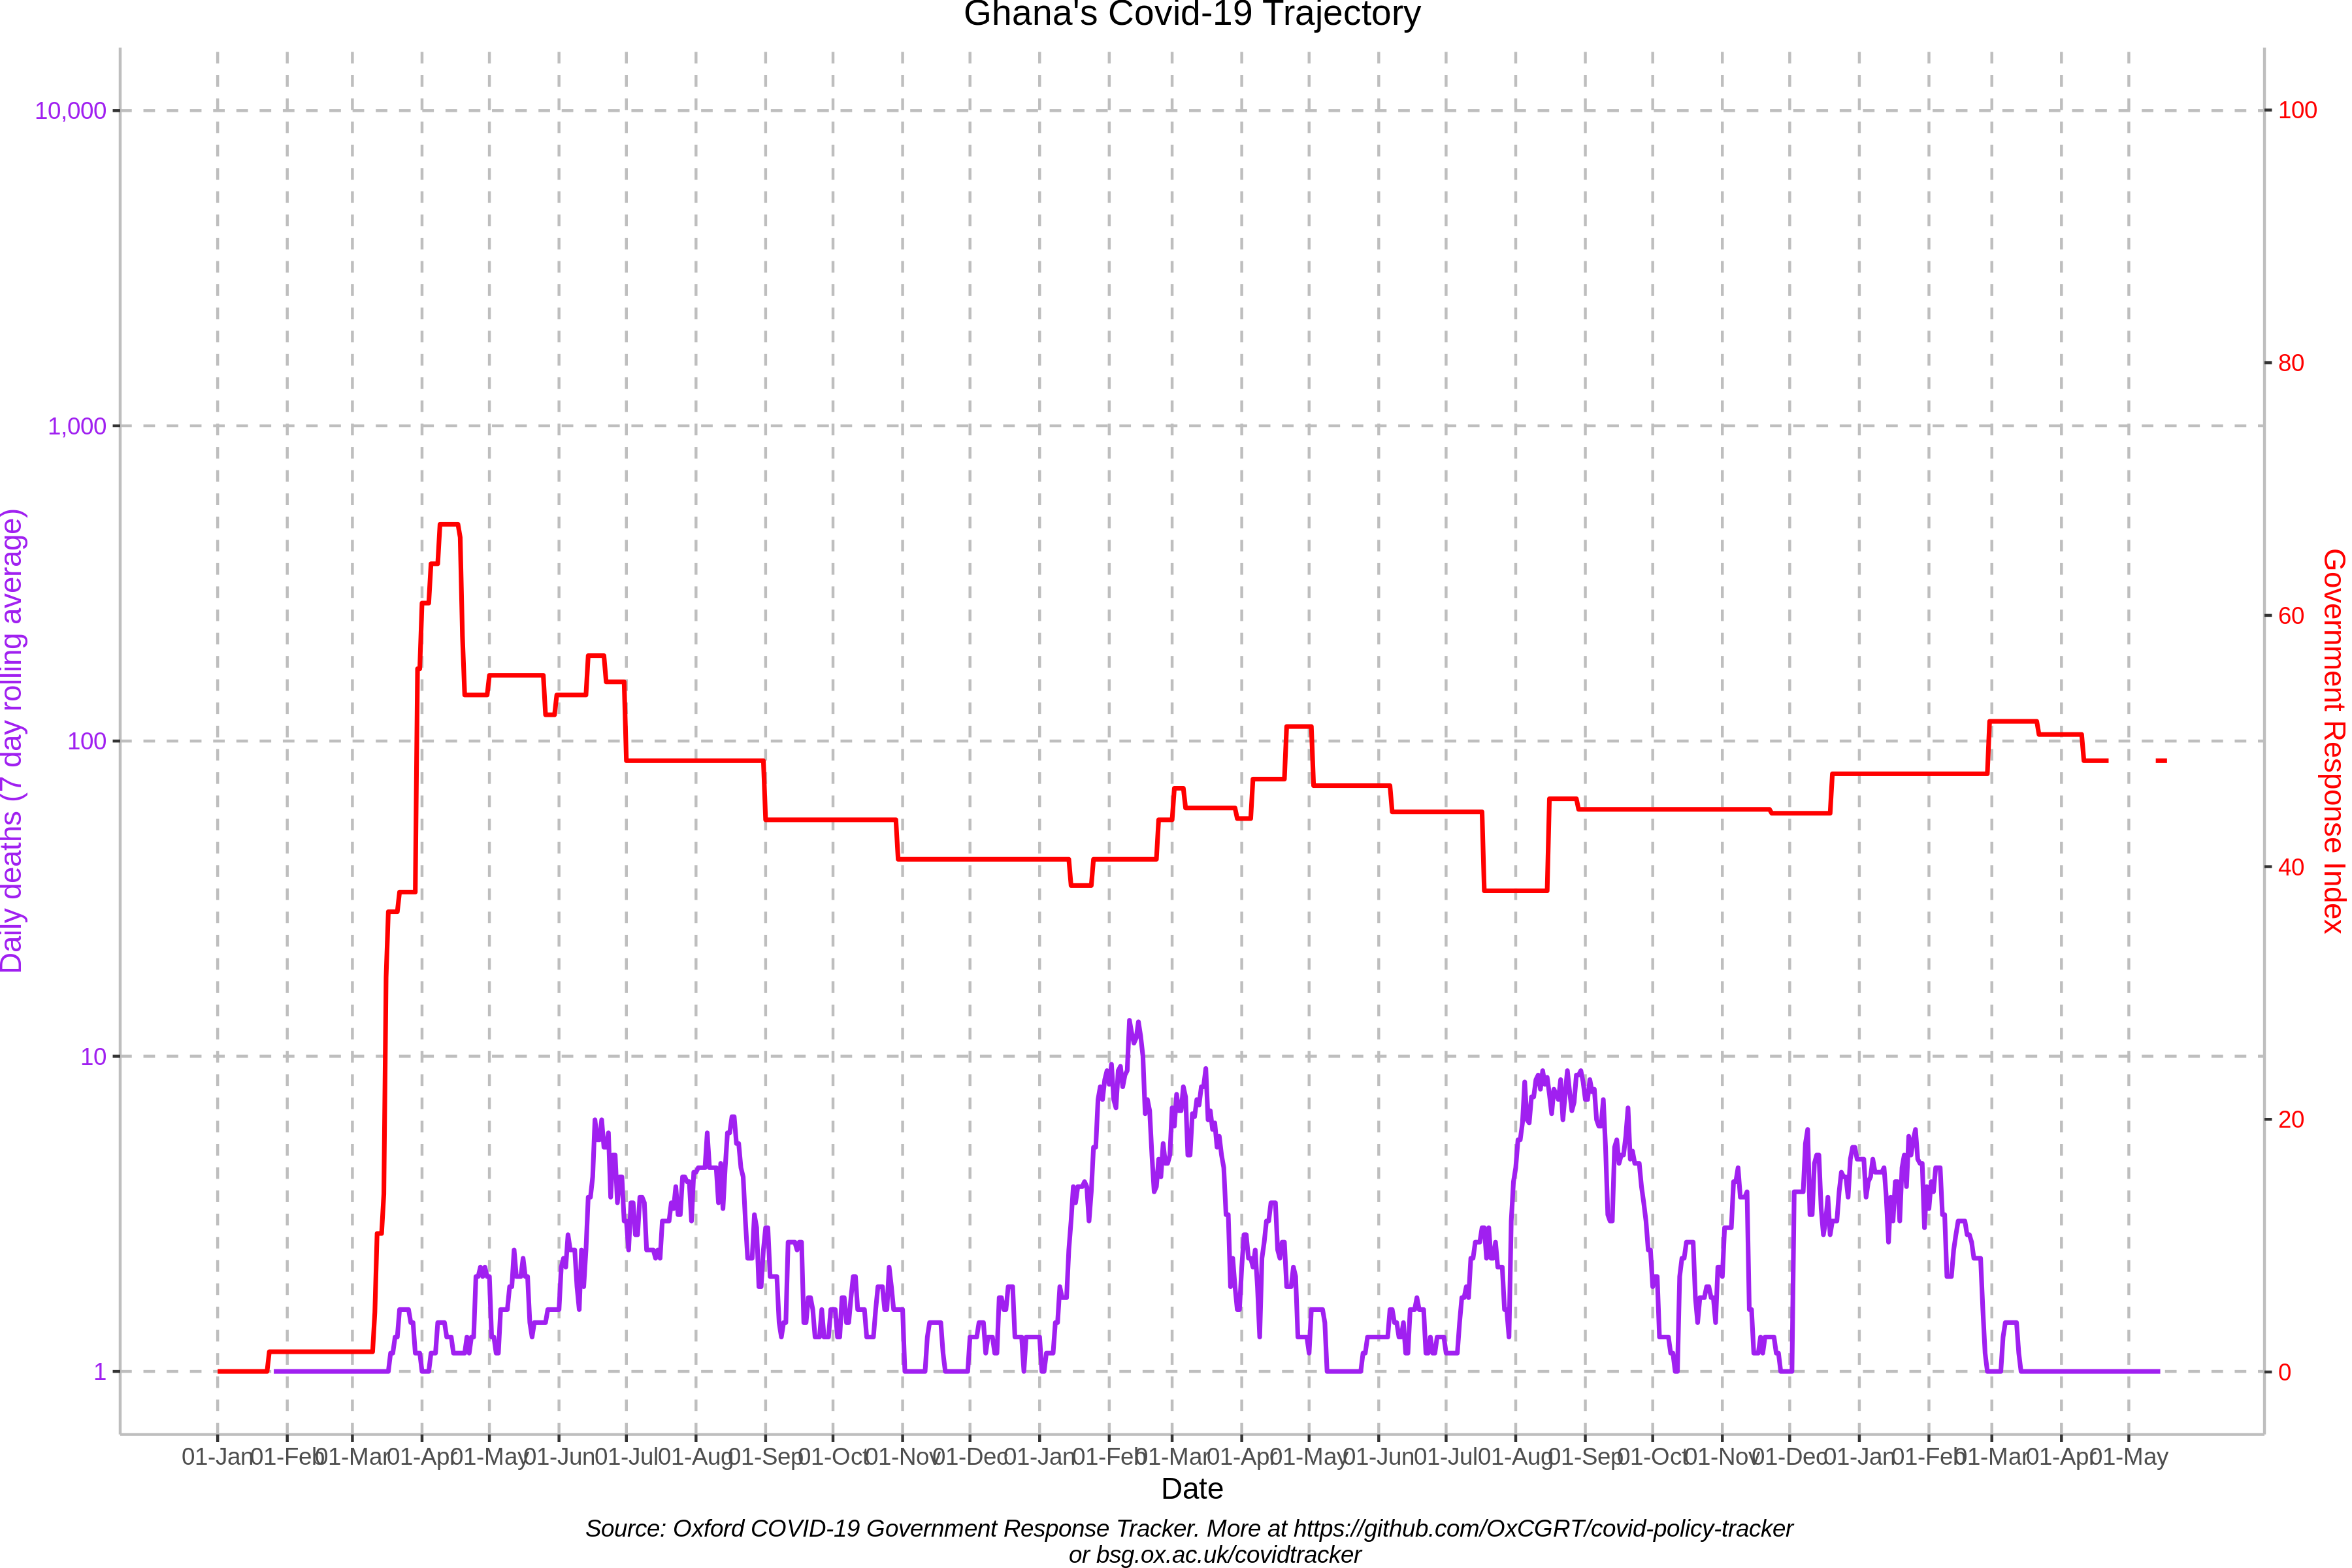 Ghana's Covid-19 Trajectory
10,000
1,000
100
10
1
Daily deaths (7 day rolling average)
100
80
60
40
20
0
Government Response Index
01-Jan 01-Feb 01-Mar 01-Apr 01-May 01-Jun 01-Jul 01-Aug 01-Sep 01-Oct 01-Nov 01-Dec 01-Jan 01-Feb 01-Mar 01-Apr 01-May 01-Jun 01-Jul 01-Aug 01-Sep 01-Oct 01-Nov 01-Dec 01-Jan 01-Feb 01-Mar 01-Apr 01-May
Date
Source: Oxford COVID-19 Government Response Tracker. More at https://github.com/OxCGRT/covid-policy-tracker
or bsg.ox.ac.uk/covidtracker